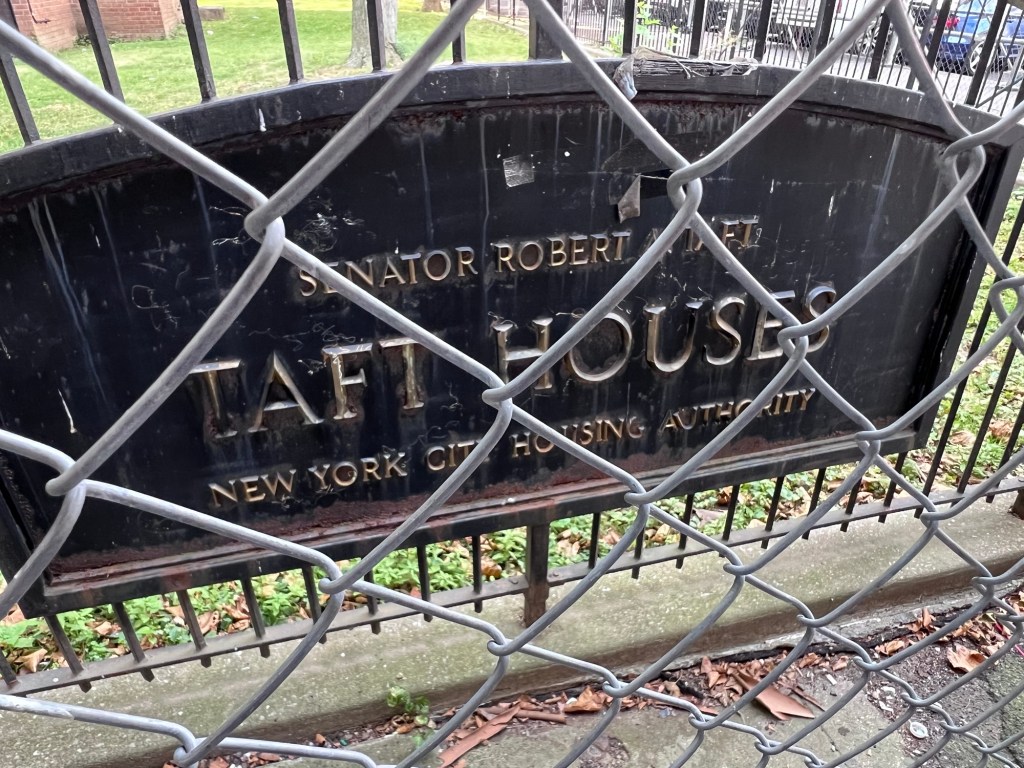 SENATOR ROBERT A TAFT
TAFT HOUSES
NEW YORK CITY HOUSING AUTHORITY